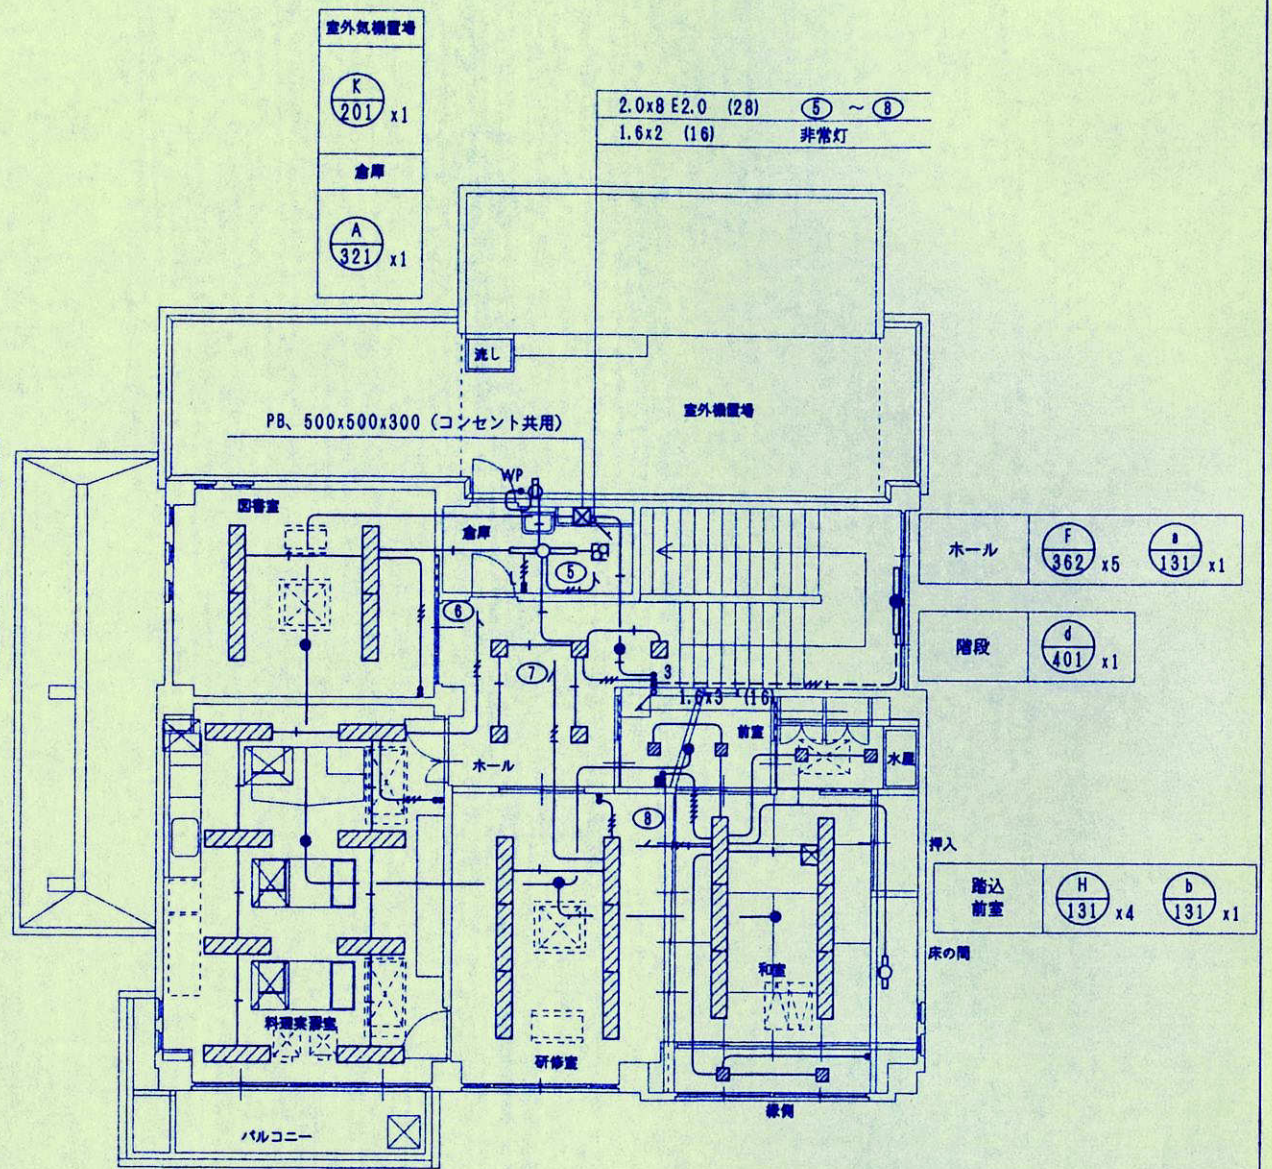 室外気機置場
K
201 x1
倉庫
A
321 x1
2.0x8 E2.0 (28) ⑤ ~ ⑧
1.6x2 (16) 非常灯
流し
室外機置場
PB、500x500x300 (コンセント共用)
WP
図書室
倉庫
⑤
⑥
⑦
3
1.6x3 (16)
ホール
F
362 x5
a
131 x1
階段
d
401 x1
前室
水屋
ホール
⑧
押入
踏込
前室
H
131 x4
b
131 x1
床の間
和室
料理実習室
研修室
縁側
バルコニー